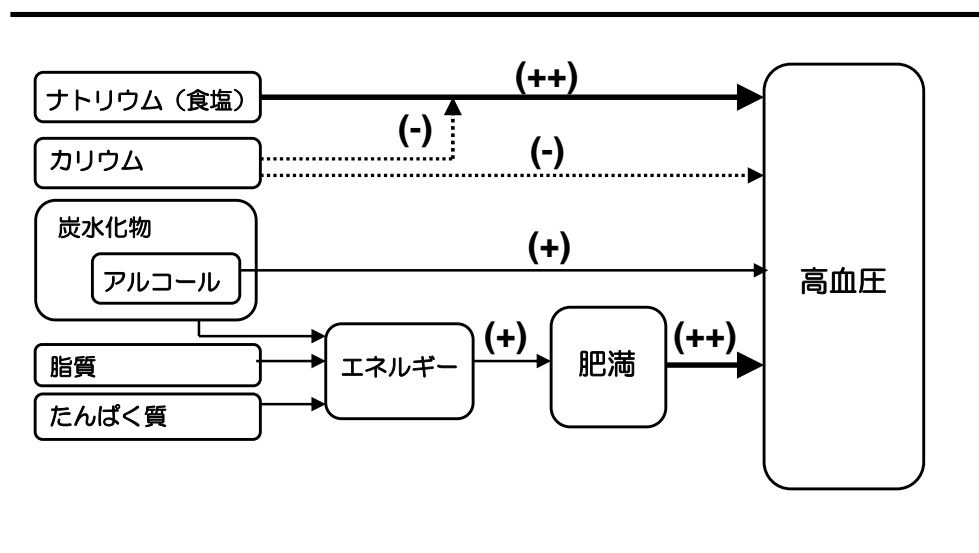 ナトリウム（食塩）
(++)
カリウム
(-)
(-)
炭水化物
アルコール
(+)
高血圧
脂質
エネルギー
(+)
肥満
(++)
たんぱく質